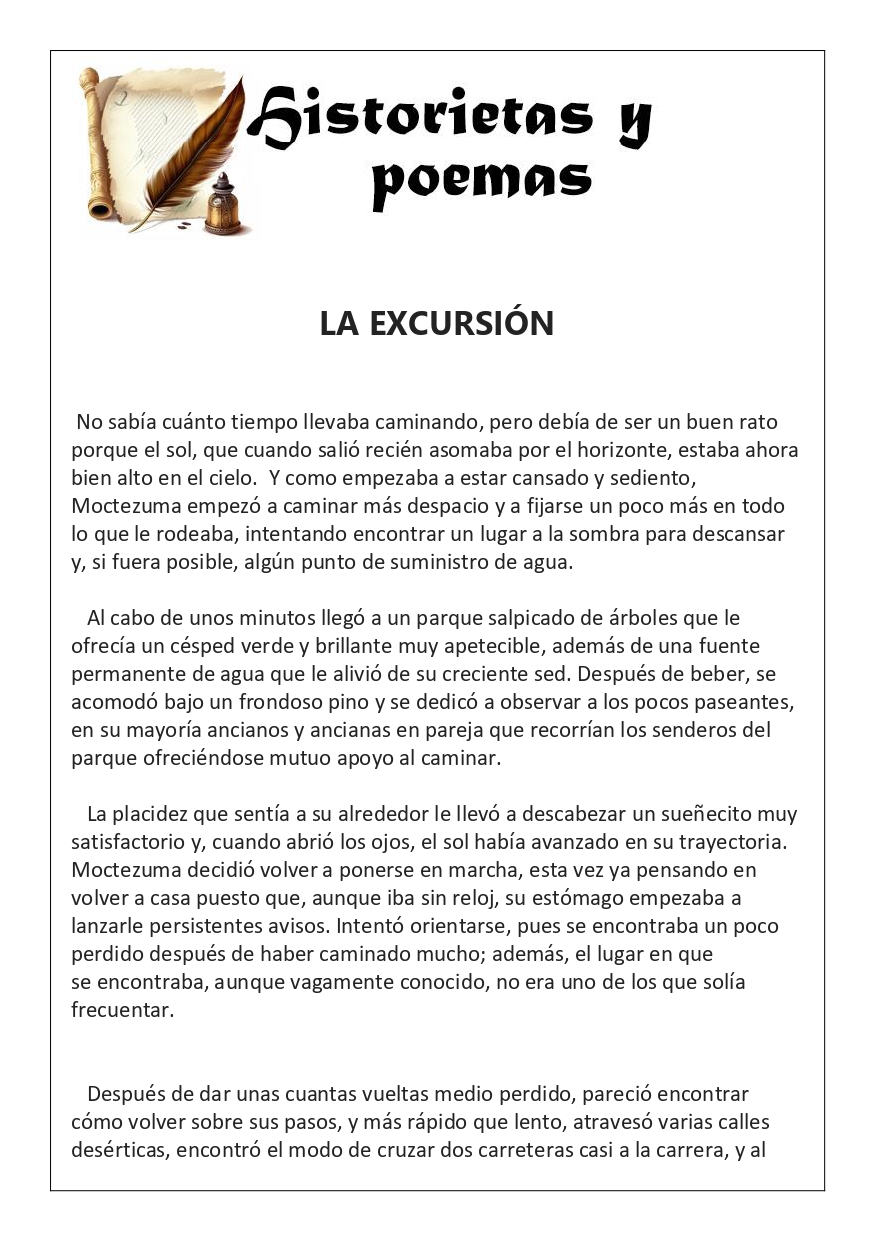 Historietas y
poemas
LA EXCURSIÓN
No sabía cuánto tiempo llevaba caminando, pero debía de ser un buen rato
porque el sol, que cuando salió recién asomaba por el horizonte, estaba ahora
bien alto en el cielo.  Y como empezaba a estar cansado y sediento,
Moctezuma empezó a caminar más despacio y a fijarse un poco más en todo
lo que le rodeaba, intentando encontrar un lugar a la sombra para descansar
y, si fuera posible, algún punto de suministro de agua.
Al cabo de unos minutos llegó a un parque salpicado de árboles que le
ofrecía un césped verde y brillante muy apetecible, además de una fuente
permanente de agua que le alivió de su creciente sed. Después de beber, se
acomodó bajo un frondoso pino y se dedicó a observar a los pocos paseantes,
en su mayoría ancianos y ancianas en pareja que recorrían los senderos del
parque ofreciéndose mutuo apoyo al caminar.
La placidez que sentía a su alrededor le llevó a descabezar un sueñecito muy
satisfactorio y, cuando abrió los ojos, el sol había avanzado en su trayectoria.
Moctezuma decidió volver a ponerse en marcha, esta vez ya pensando en
volver a casa puesto que, aunque iba sin reloj, su estómago empezaba a
lanzarle persistentes avisos. Intentó orientarse, pues se encontraba un poco
perdido después de haber caminado mucho; además, el lugar en que
se encontraba, aunque vagamente conocido, no era uno de los que solía
frecuentar.
Después de dar unas cuantas vueltas medio perdido, pareció encontrar
cómo volver sobre sus pasos, y más rápido que lento, atravesó varias calles
desérticas, encontró el modo de cruzar dos carreteras casi a la carrera, y al